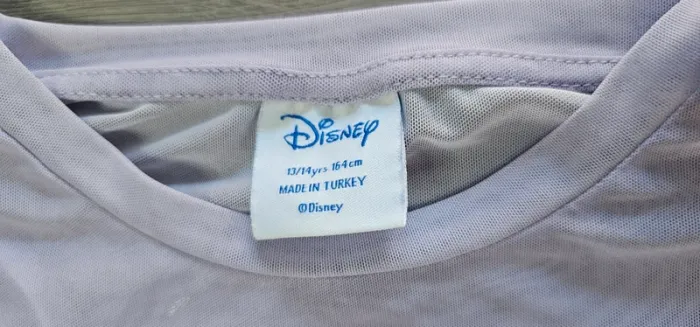 Disney
13/14yrs 164cm
MADE IN TURKEY
©Disney